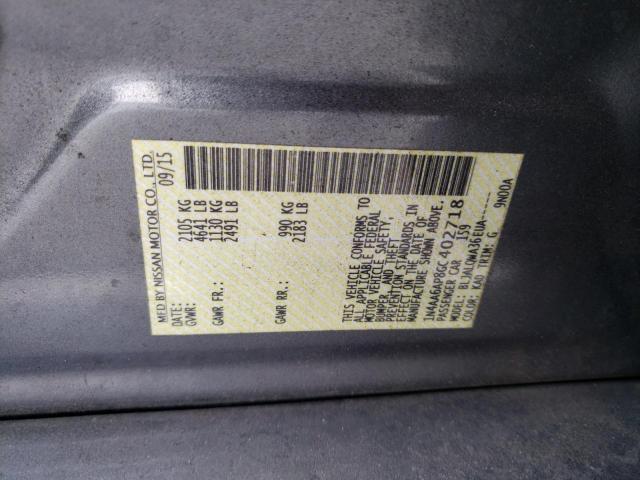 MFD BY NISSAN MOTOR CO., LTD.
DATE: 09/15
GVWR: 2105 KG
4641 LB
GAWR FR.: 1130 KG
2491 LB
GAWR RR.: 990 KG
2183 LB
THIS VEHICLE CONFORMS TO
ALL APPLICABLE FEDERAL
MOTOR VEHICLE SAFETY,
BUMPER, AND THEFT
PREVENTION STANDARDS IN
EFFECT ON THE DATE OF
MANUFACTURE SHOWN ABOVE.
1N4AA6AP8GC402718
PASSENGER CAR 159
MODEL: BLJALDWA36EUA-----
COLOR: KAD TRIM: G 9N00A